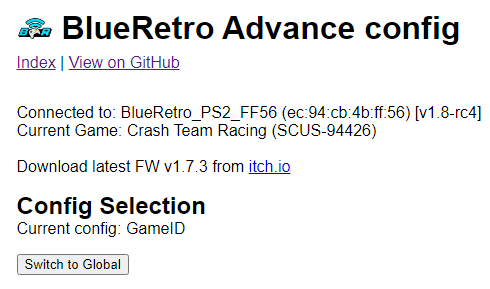 BR
BlueRetro Advance config
Index | View on GitHub
Connected to: BlueRetro_PS2_FF56 (ec:94:cb:4b:ff:56) [v1.8-rc4]
Current Game: Crash Team Racing (SCUS-94426)
Download latest FW v1.7.3 from itch.io
Config Selection
Current config: GameID
Switch to Global